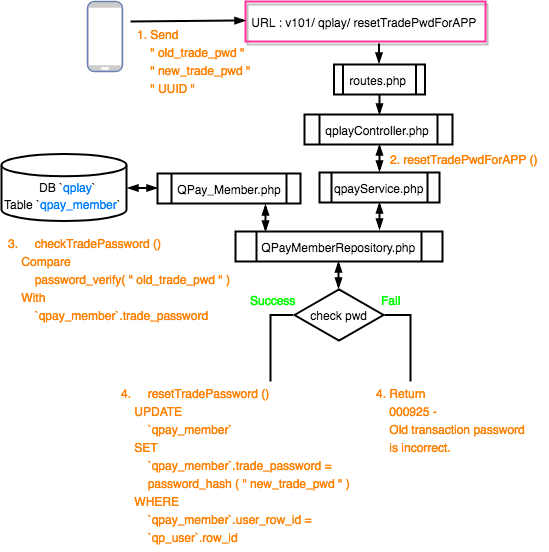 URL : v101/ qplay/ resetTradePwdForAPP
1. Send
" old_trade_pwd "
" new_trade_pwd "
" UUID "
routes.php
qplayController.php
2. resetTradePwdForAPP ()
DB `qplay`
Table `qpay_member`
QPay_Member.php
qpayService.php
QPayMemberRepository.php
3. checkTradePassword ()
Compare
password_verify( " old_trade_pwd " )
With
`qpay_member`.trade_password
Success
Fail
check pwd
4. resetTradePassword ()
UPDATE
`qpay_member`
SET
`qpay_member`.trade_password =
password_hash ( " new_trade_pwd " )
WHERE
`qpay_member`.user_row_id =
`qp_user`.row_id
4. Return
000925 -
Old transaction password
is incorrect.